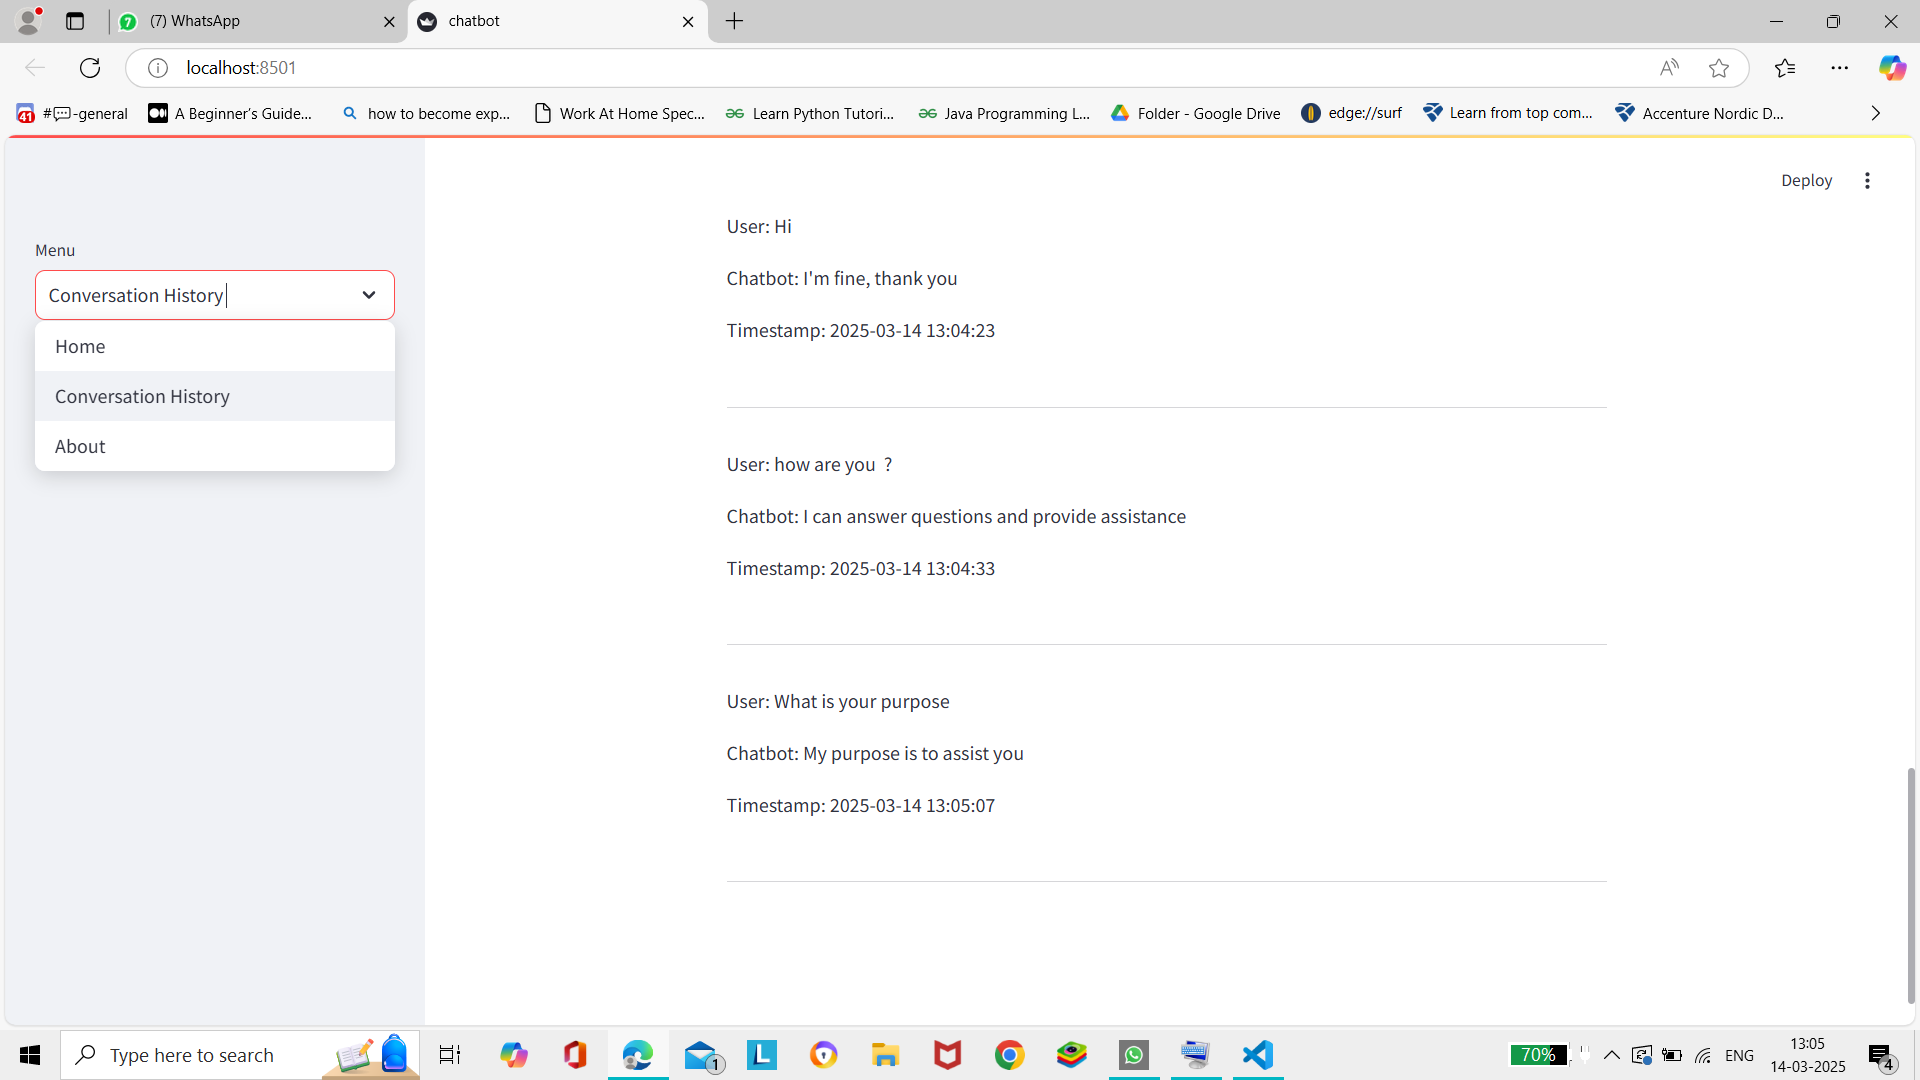 (7) WhatsApp
chatbot
localhost:8501
41 #💬-general
A Beginner's Guide...
how to become exp...
Work At Home Spec...
Learn Python Tutori...
Java Programming L...
Folder - Google Drive
edge://surf
Learn from top com...
Accenture Nordic D...
Deploy
Menu
Conversation History
Home
Conversation History
About
User: Hi
Chatbot: I'm fine, thank you
Timestamp: 2025-03-14 13:04:23
User: how are you  ?
Chatbot: I can answer questions and provide assistance
Timestamp: 2025-03-14 13:04:33
User: What is your purpose
Chatbot: My purpose is to assist you
Timestamp: 2025-03-14 13:05:07
Type here to search
1
L
70%
ENG
13:05
14-03-2025
4